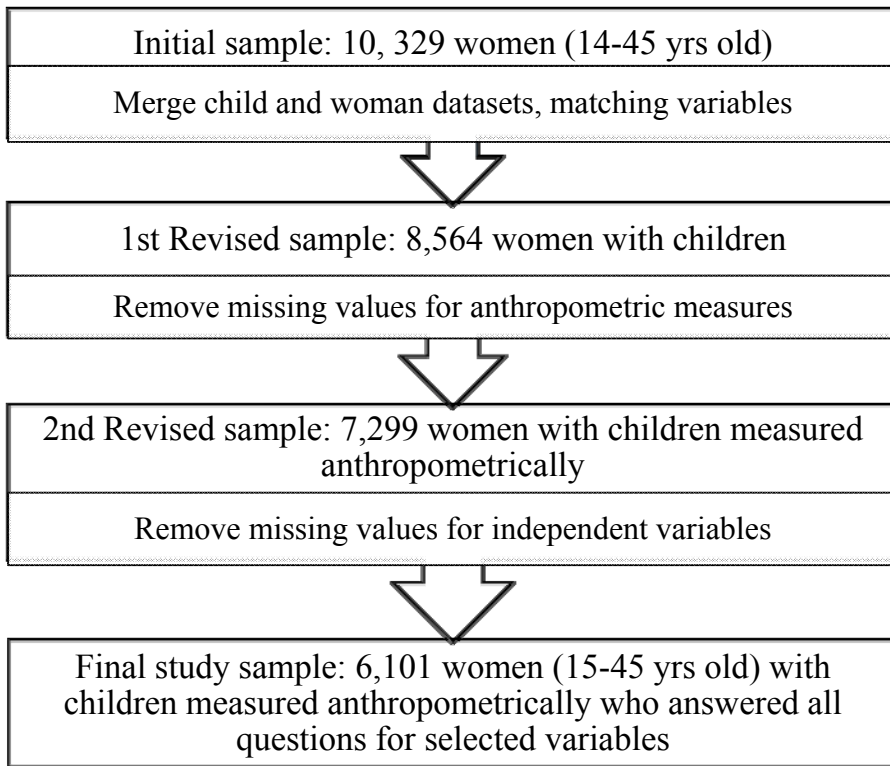 Initial sample: 10, 329 women (14-45 yrs old)
Merge child and woman datasets, matching variables
1st Revised sample: 8,564 women with children
Remove missing values for anthropometric measures
2nd Revised sample: 7,299 women with children measured
anthropometrically
Remove missing values for independent variables
Final study sample: 6,101 women (15-45 yrs old) with
children measured anthropometrically who answered all
questions for selected variables